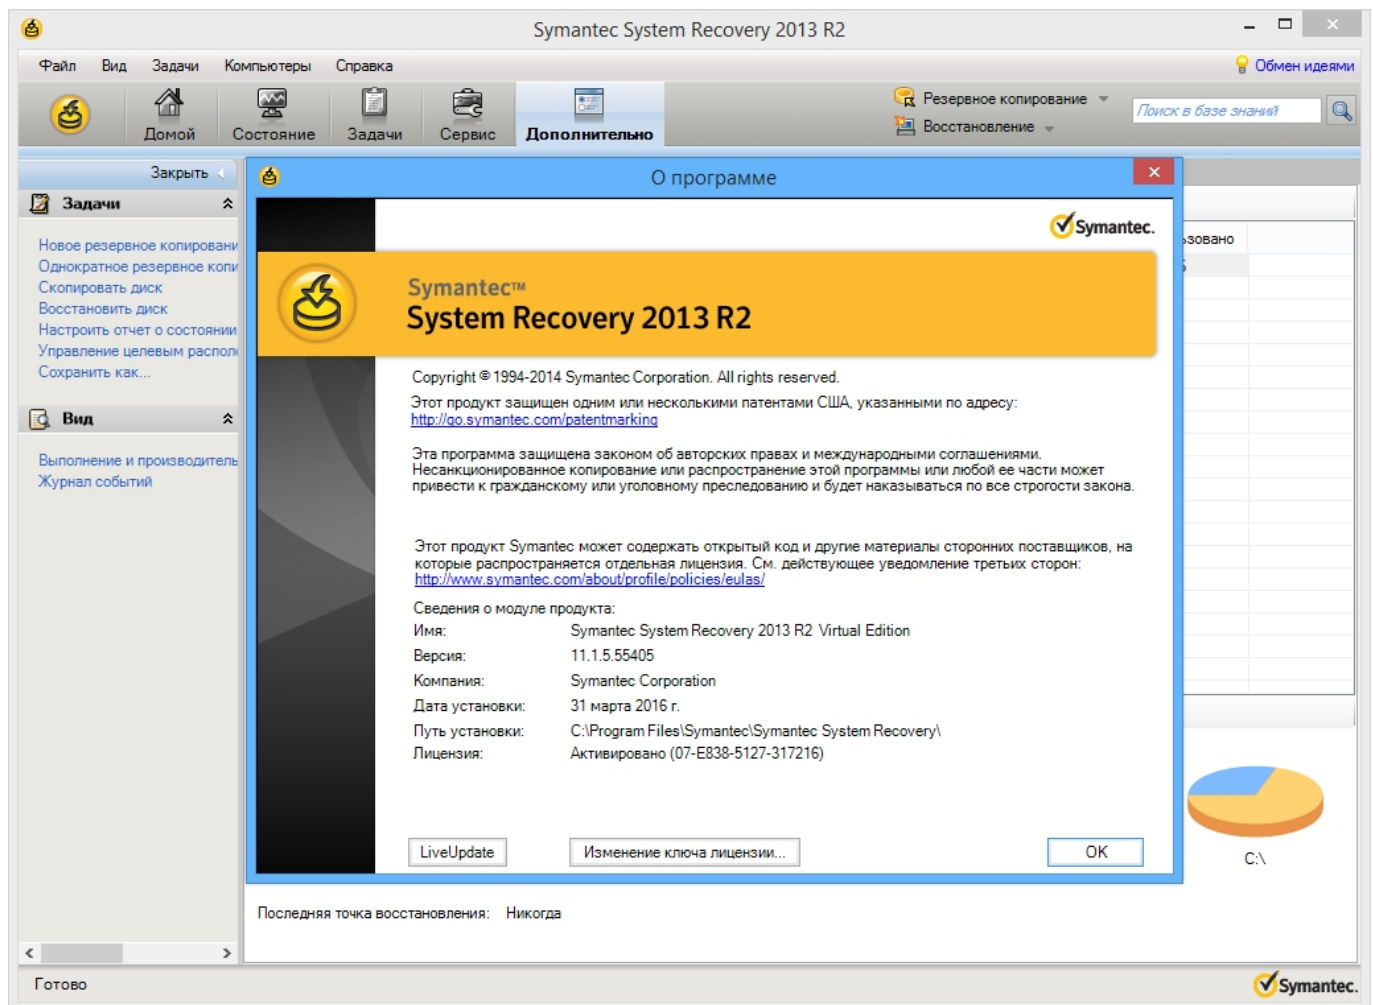 Symantec System Recovery 2013 R2
Файл Вид Задачи Компьютеры Справка
Обмен идеями
Домой Состояние Задачи Сервис Дополнительно
Резервное копирование
Восстановление
Поиск в базе знаний
Закрыть
Задачи
Новое резервное копировани
Однократное резервное копи
Скопировать диск
Восстановить диск
Настроить отчет о состоянии
Управление целевым распол
Сохранить как...
Вид
Выполнение и производитель
Журнал событий
О программе
Symantec.
Symantec™
System Recovery 2013 R2
Copyright © 1994-2014 Symantec Corporation. All rights reserved.
Этот продукт защищен одним или несколькими патентами США, указанными по адресу:
http://go.symantec.com/patentmarking
Эта программа защищена законом об авторских правах и международными соглашениями.
Несанкционированное копирование или распространение этой программы или любой ее части может
привести к гражданскому или уголовному преследованию и будет наказываться по все строгости закона.
Этот продукт Symantec может содержать открытый код и другие материалы сторонних поставщиков, на
которые распространяется отдельная лицензия. См. действующее уведомление третьих сторон:
http://www.symantec.com/about/profile/policies/eulas/
Сведения о модуле продукта:
Имя: Symantec System Recovery 2013 R2 Virtual Edition
Версия: 11.1.5.55405
Компания: Symantec Corporation
Дата установки: 31 марта 2016 г.
Путь установки: C:\Program Files\Symantec\Symantec System Recovery\
Лицензия: Активировано (07-E838-5127-317216)
LiveUpdate Изменение ключа лицензии... OK
зовано
C:\
Последняя точка восстановления: Никогда
Готово
Symantec.